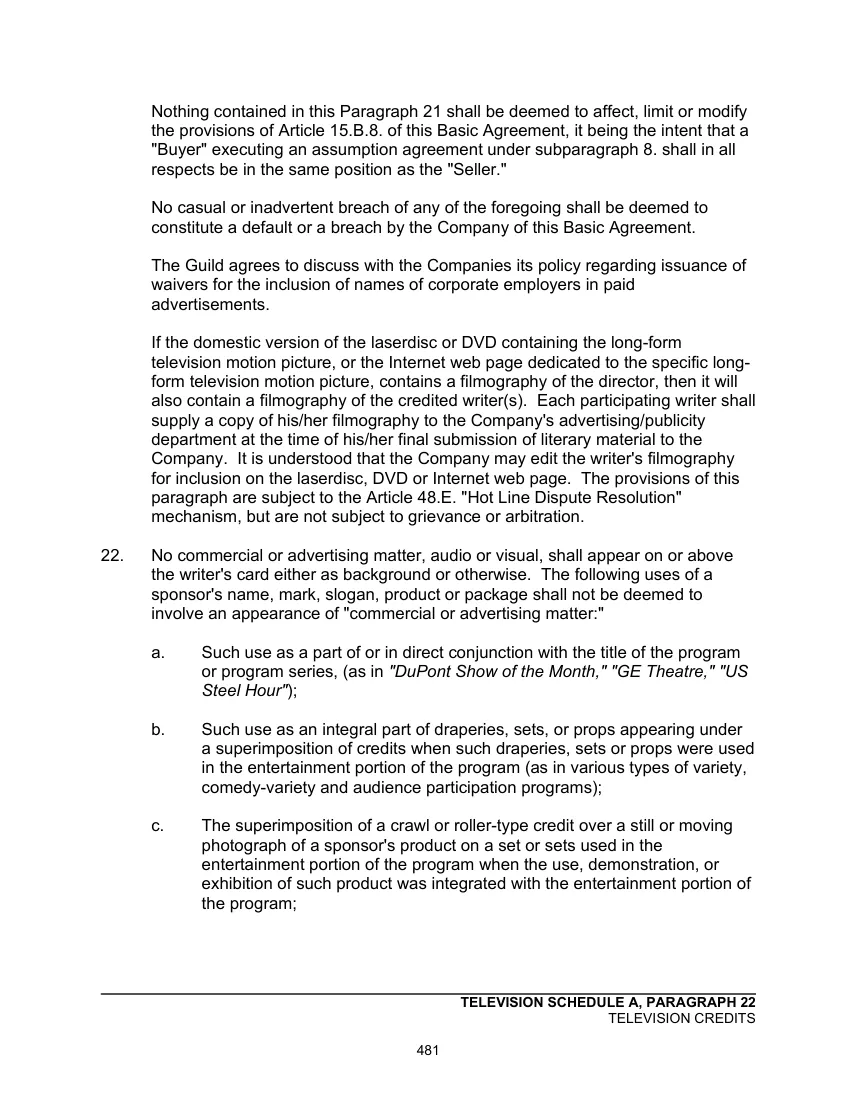 Nothing contained in this Paragraph 21 shall be deemed to affect, limit or modify
the provisions of Article 15.B.8. of this Basic Agreement, it being the intent that a
"Buyer" executing an assumption agreement under subparagraph 8. shall in all
respects be in the same position as the "Seller."
No casual or inadvertent breach of any of the foregoing shall be deemed to
constitute a default or a breach by the Company of this Basic Agreement.
The Guild agrees to discuss with the Companies its policy regarding issuance of
waivers for the inclusion of names of corporate employers in paid
advertisements.
If the domestic version of the laserdisc or DVD containing the long-form
television motion picture, or the Internet web page dedicated to the specific long-
form television motion picture, contains a filmography of the director, then it will
also contain a filmography of the credited writer(s).  Each participating writer shall
supply a copy of his/her filmography to the Company's advertising/publicity
department at the time of his/her final submission of literary material to the
Company.  It is understood that the Company may edit the writer's filmography
for inclusion on the laserdisc, DVD or Internet web page.  The provisions of this
paragraph are subject to the Article 48.E. "Hot Line Dispute Resolution"
mechanism, but are not subject to grievance or arbitration.
22. No commercial or advertising matter, audio or visual, shall appear on or above
the writer's card either as background or otherwise.  The following uses of a
sponsor's name, mark, slogan, product or package shall not be deemed to
involve an appearance of "commercial or advertising matter:"
a. Such use as a part of or in direct conjunction with the title of the program
or program series, (as in "DuPont Show of the Month," "GE Theatre," "US
Steel Hour");
b. Such use as an integral part of draperies, sets, or props appearing under
a superimposition of credits when such draperies, sets or props were used
in the entertainment portion of the program (as in various types of variety,
comedy-variety and audience participation programs);
c. The superimposition of a crawl or roller-type credit over a still or moving
photograph of a sponsor's product on a set or sets used in the
entertainment portion of the program when the use, demonstration, or
exhibition of such product was integrated with the entertainment portion of
the program;
TELEVISION SCHEDULE A, PARAGRAPH 22
TELEVISION CREDITS
481